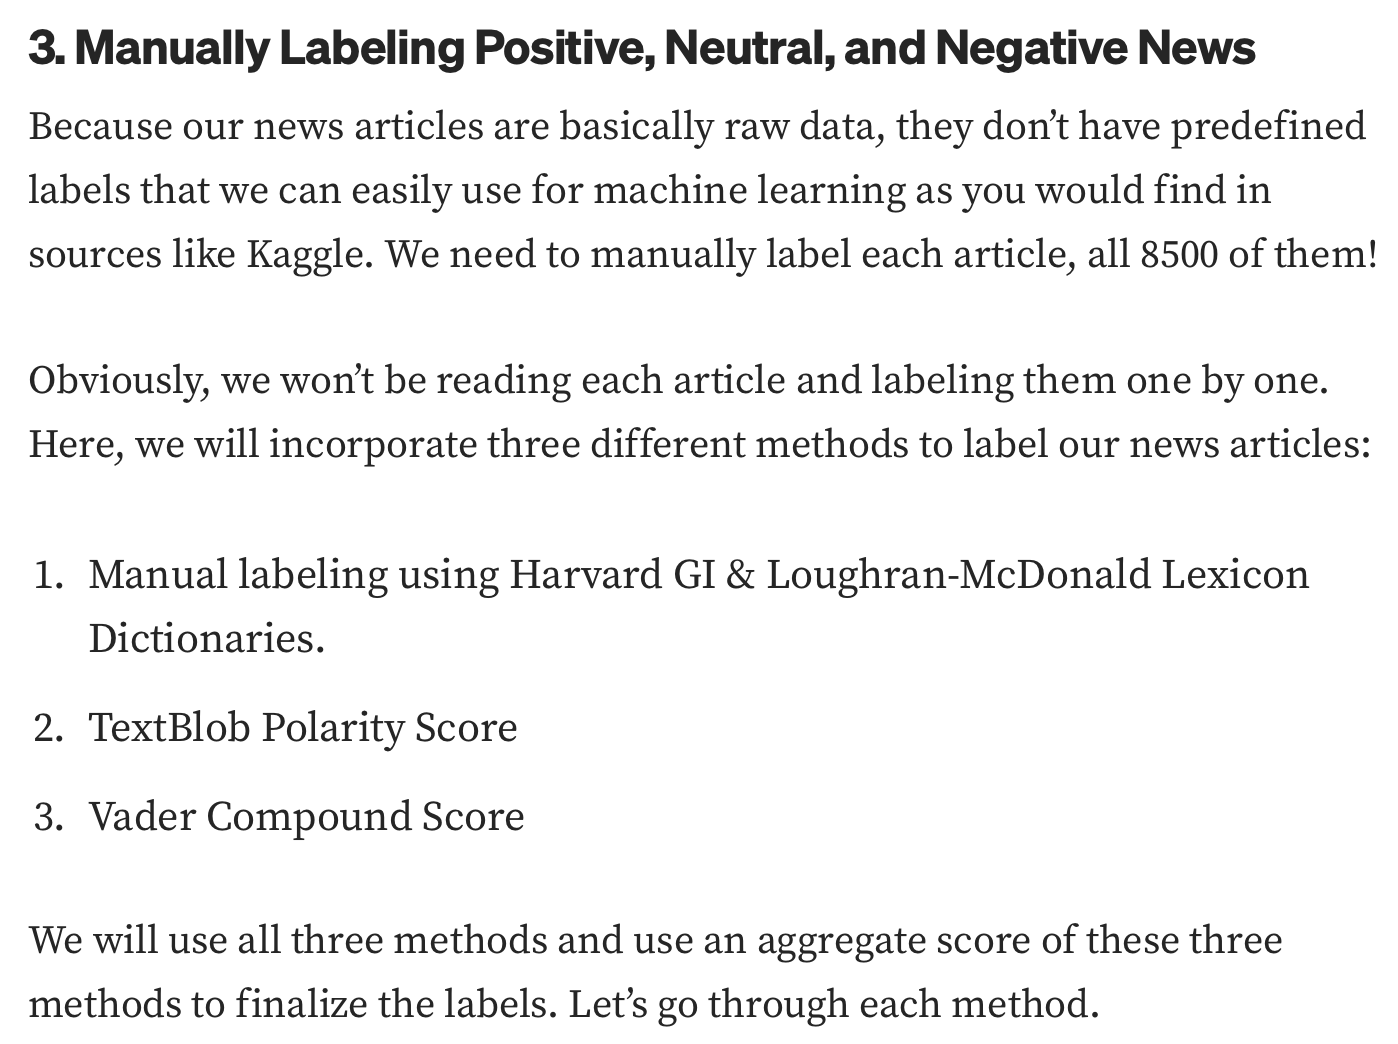 3. Manually Labeling Positive, Neutral, and Negative News
Because our news articles are basically raw data, they don’t have predefined
labels that we can easily use for machine learning as you would find in
sources like Kaggle. We need to manually label each article, all 8500 of them!
Obviously, we won’t be reading each article and labeling them one by one.
Here, we will incorporate three different methods to label our news articles:
1. Manual labeling using Harvard GI & Loughran-McDonald Lexicon
Dictionaries.
2. TextBlob Polarity Score
3. Vader Compound Score
We will use all three methods and use an aggregate score of these three
methods to finalize the labels. Let’s go through each method.